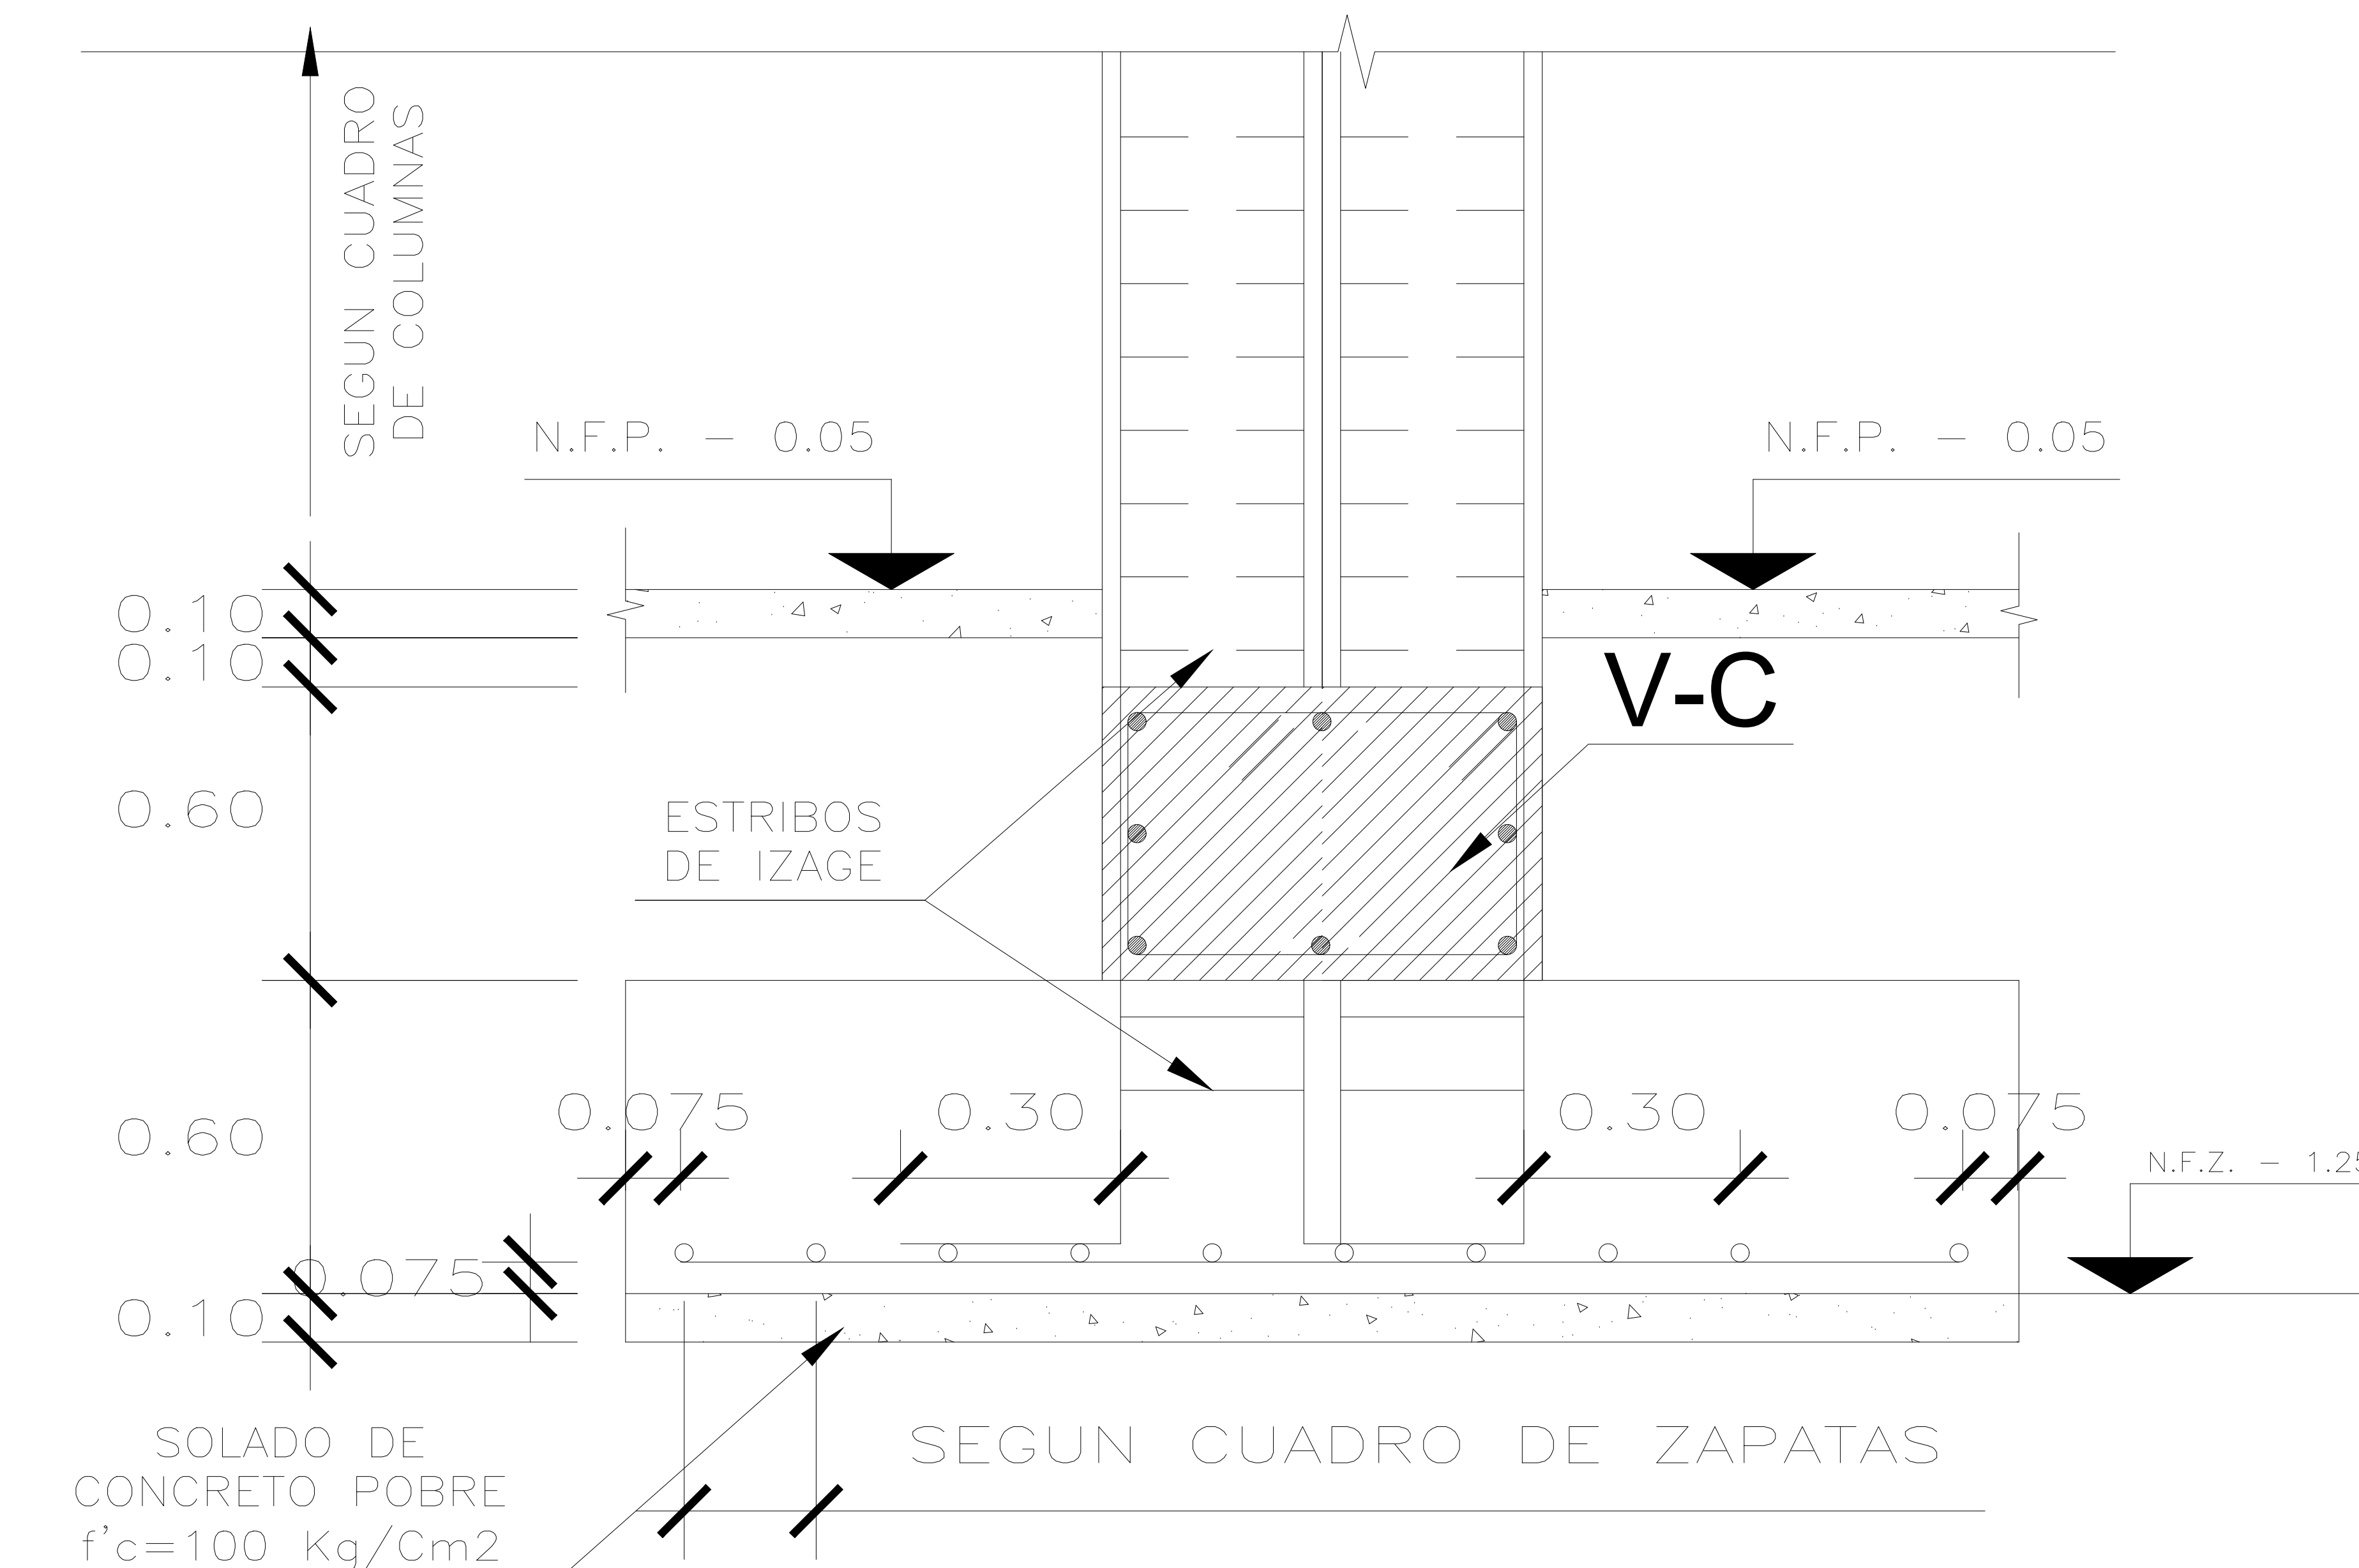 SEGUN CUADRO
DE COLUMNAS
N.F.P. - 0.05
N.F.P. - 0.05
0.10
0.10
V-C
0.60
ESTRIBOS
DE IZAGE
0.075
0.30
0.30
0.075
0.60
N.F.Z. - 1.25
0.075
0.10
SOLADO DE
CONCRETO POBRE
f'c=100 Kg/Cm2
SEGUN CUADRO DE ZAPATAS